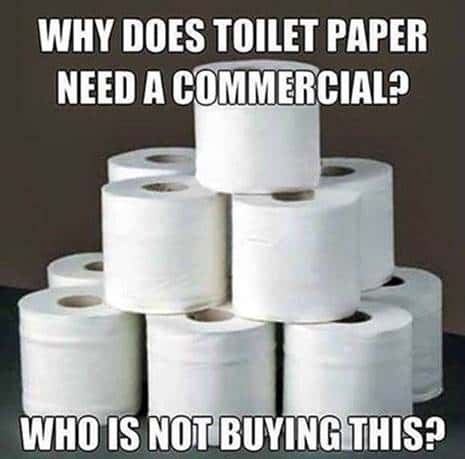 WHY DOES TOILET PAPER
NEED A COMMERCIAL?
WHO IS NOT BUYING THIS?